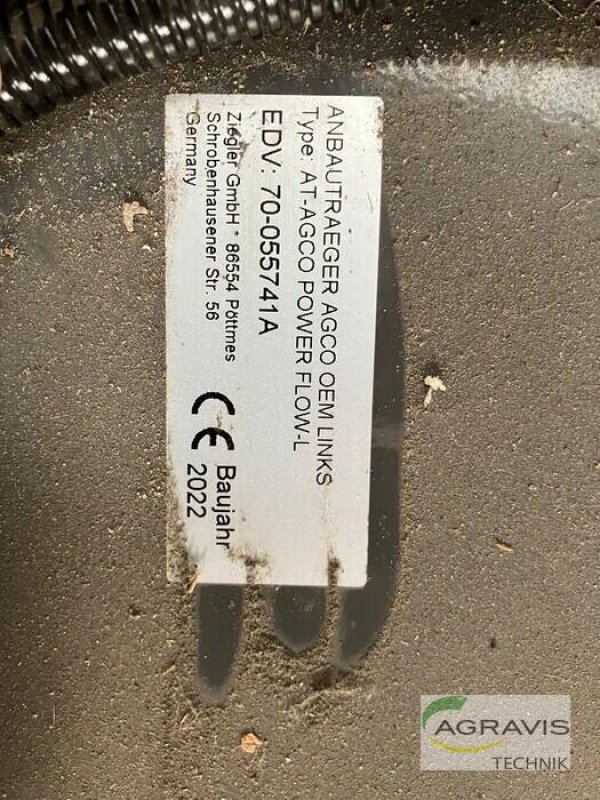 ANBAUTRAEGER AGCO OEM LINKS
Type: AT-AGCO POWER FLOW-L
EDV: 70-055741A
Ziegler GmbH * 86554 Pöttmes
Schrobenhausener Str. 56
Germany
CE
Baujahr
2022
AGRAVIS
TECHNIK